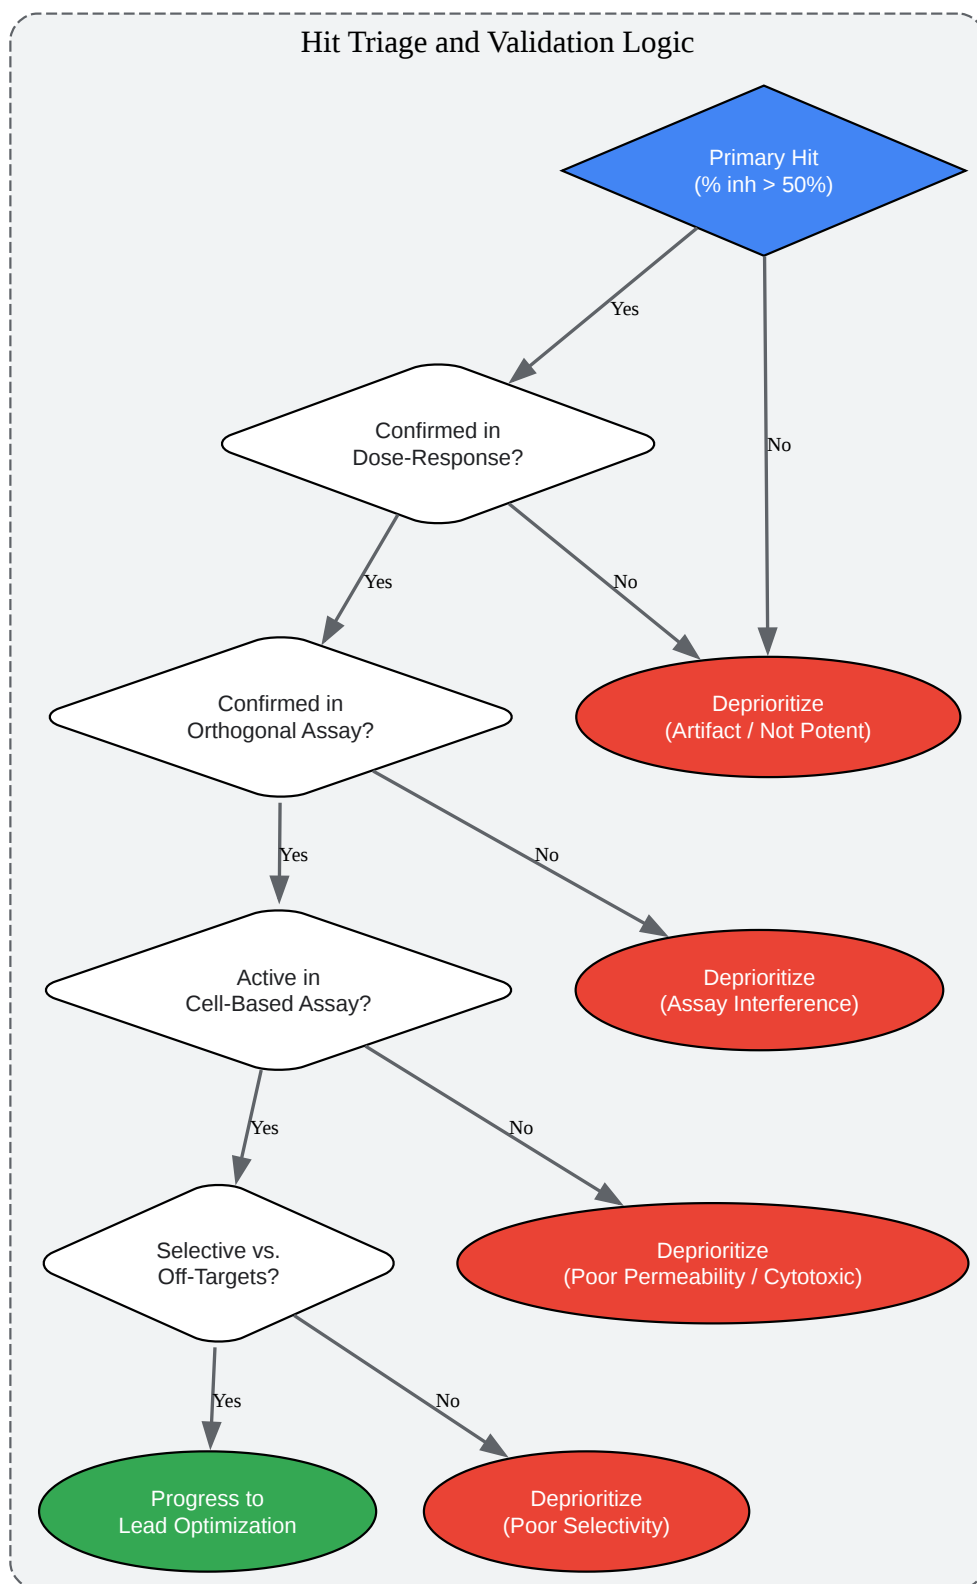 Hit Triage and Validation Logic
Primary Hit
(% inh > 50%)
Yes
No
Confirmed in
Dose-Response?
Yes
No
Confirmed in
Orthogonal Assay?
Deprioritize
(Artifact / Not Potent)
Yes
No
Active in
Cell-Based Assay?
Deprioritize
(Assay Interference)
Yes
No
Selective vs.
Off-Targets?
Deprioritize
(Poor Permeability / Cytotoxic)
Yes
No
Progress to
Lead Optimization
Deprioritize
(Poor Selectivity)